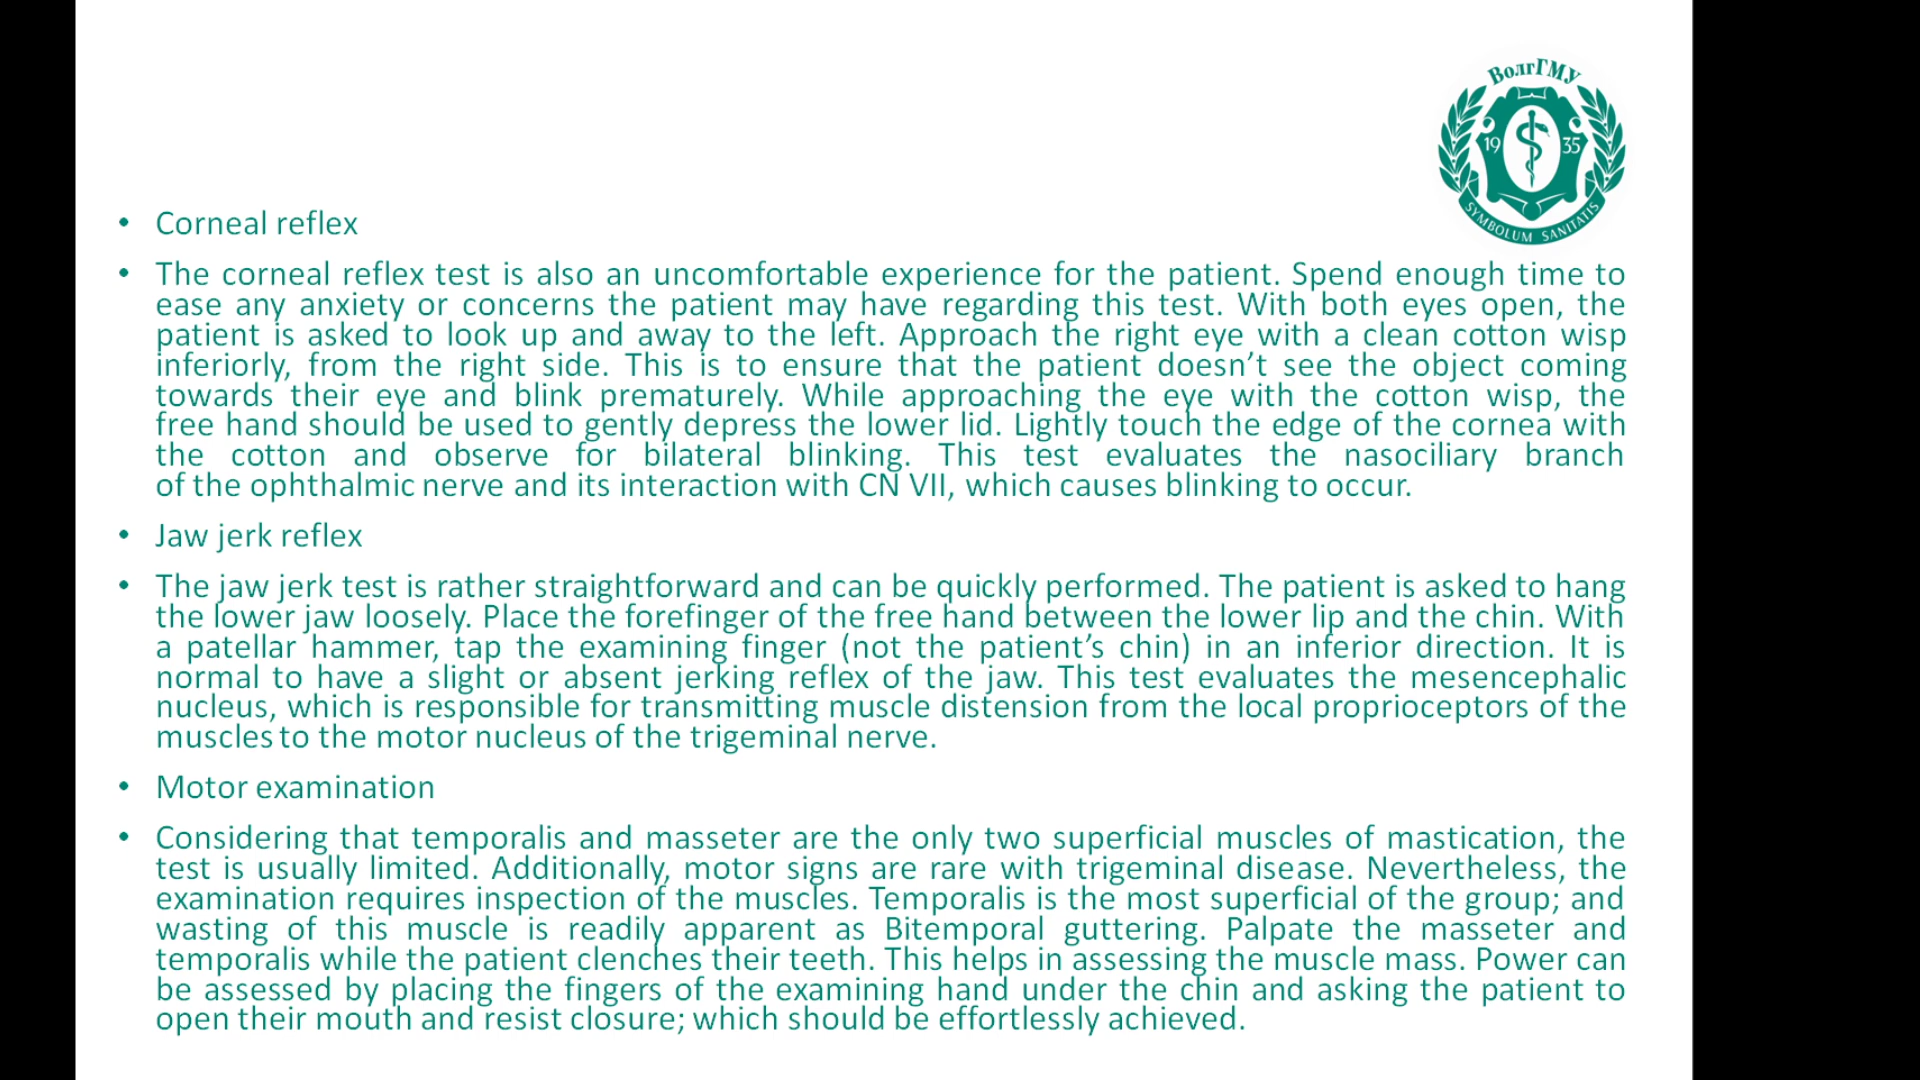 ВолгГМУ
19 35
SYMBOLUM SANITATIS
• Corneal reflex
• The corneal reflex test is also an uncomfortable experience for the patient. Spend enough time to
ease any anxiety or concerns the patient may have regarding this test. With both eyes open, the
patient is asked to look up and away to the left. Approach the right eye with a clean cotton wisp
inferiorly, from the right side. This is to ensure that the patient doesn’t see the object coming
towards their eye and blink prematurely. While approaching the eye with the cotton wisp, the
free hand should be used to gently depress the lower lid. Lightly touch the edge of the cornea with
the cotton and observe for bilateral blinking. This test evaluates the nasociliary branch
of the ophthalmic nerve and its interaction with CN VII, which causes blinking to occur.
• Jaw jerk reflex
• The jaw jerk test is rather straightforward and can be quickly performed. The patient is asked to hang
the lower jaw loosely. Place the forefinger of the free hand between the lower lip and the chin. With
a patellar hammer, tap the examining finger (not the patient’s chin) in an inferior direction. It is
normal to have a slight or absent jerking reflex of the jaw. This test evaluates the mesencephalic
nucleus, which is responsible for transmitting muscle distension from the local proprioceptors of the
muscles to the motor nucleus of the trigeminal nerve.
• Motor examination
• Considering that temporalis and masseter are the only two superficial muscles of mastication, the
test is usually limited. Additionally, motor signs are rare with trigeminal disease. Nevertheless, the
examination requires inspection of the muscles. Temporalis is the most superficial of the group; and
wasting of this muscle is readily apparent as Bitemporal guttering. Palpate the masseter and
temporalis while the patient clenches their teeth. This helps in assessing the muscle mass. Power can
be assessed by placing the fingers of the examining hand under the chin and asking the patient to
open their mouth and resist closure; which should be effortlessly achieved.